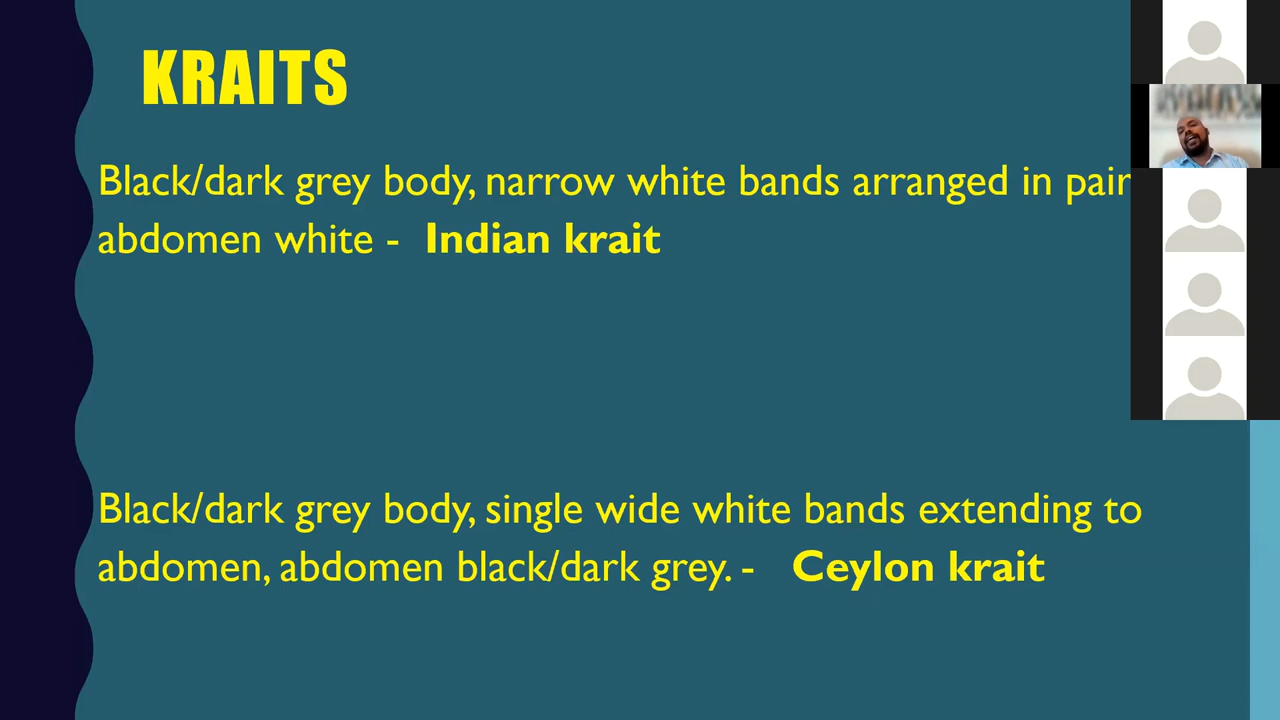 KRAITS
Black/dark grey body, narrow white bands arranged in pair
abdomen white - Indian krait
Black/dark grey body, single wide white bands extending to
abdomen, abdomen black/dark grey. - Ceylon krait